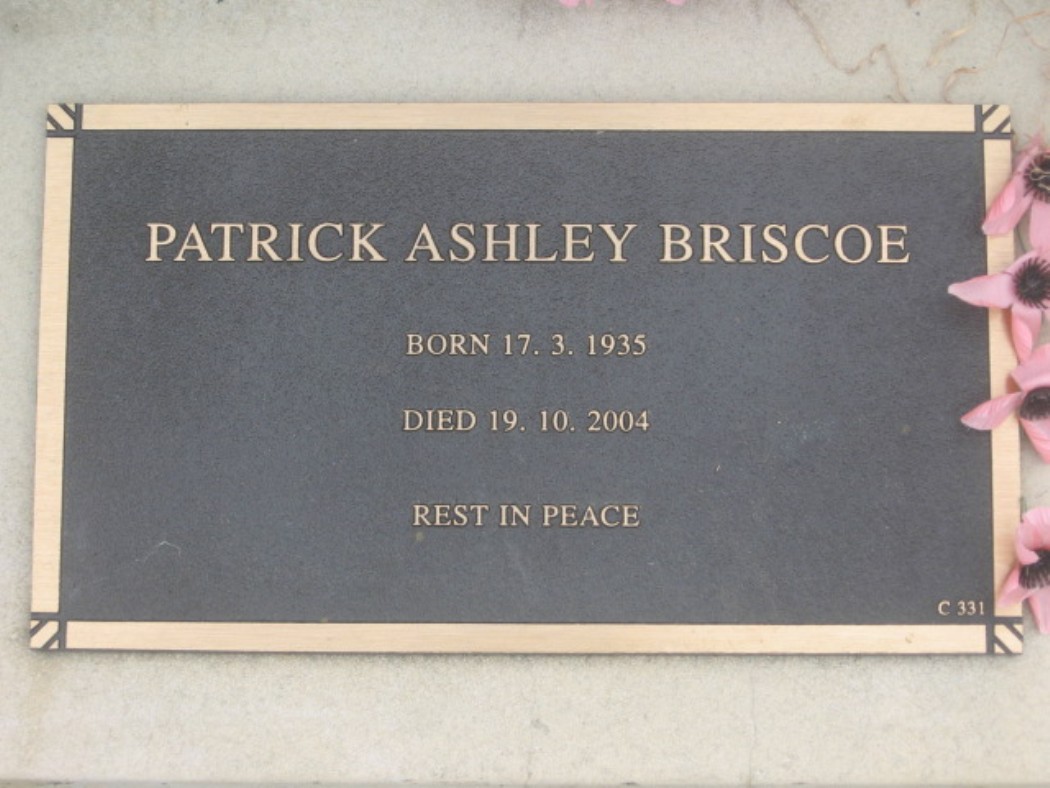 PATRICK ASHLEY BRISCOE
BORN 17. 3. 1935
DIED 19. 10. 2004
REST IN PEACE
C 331